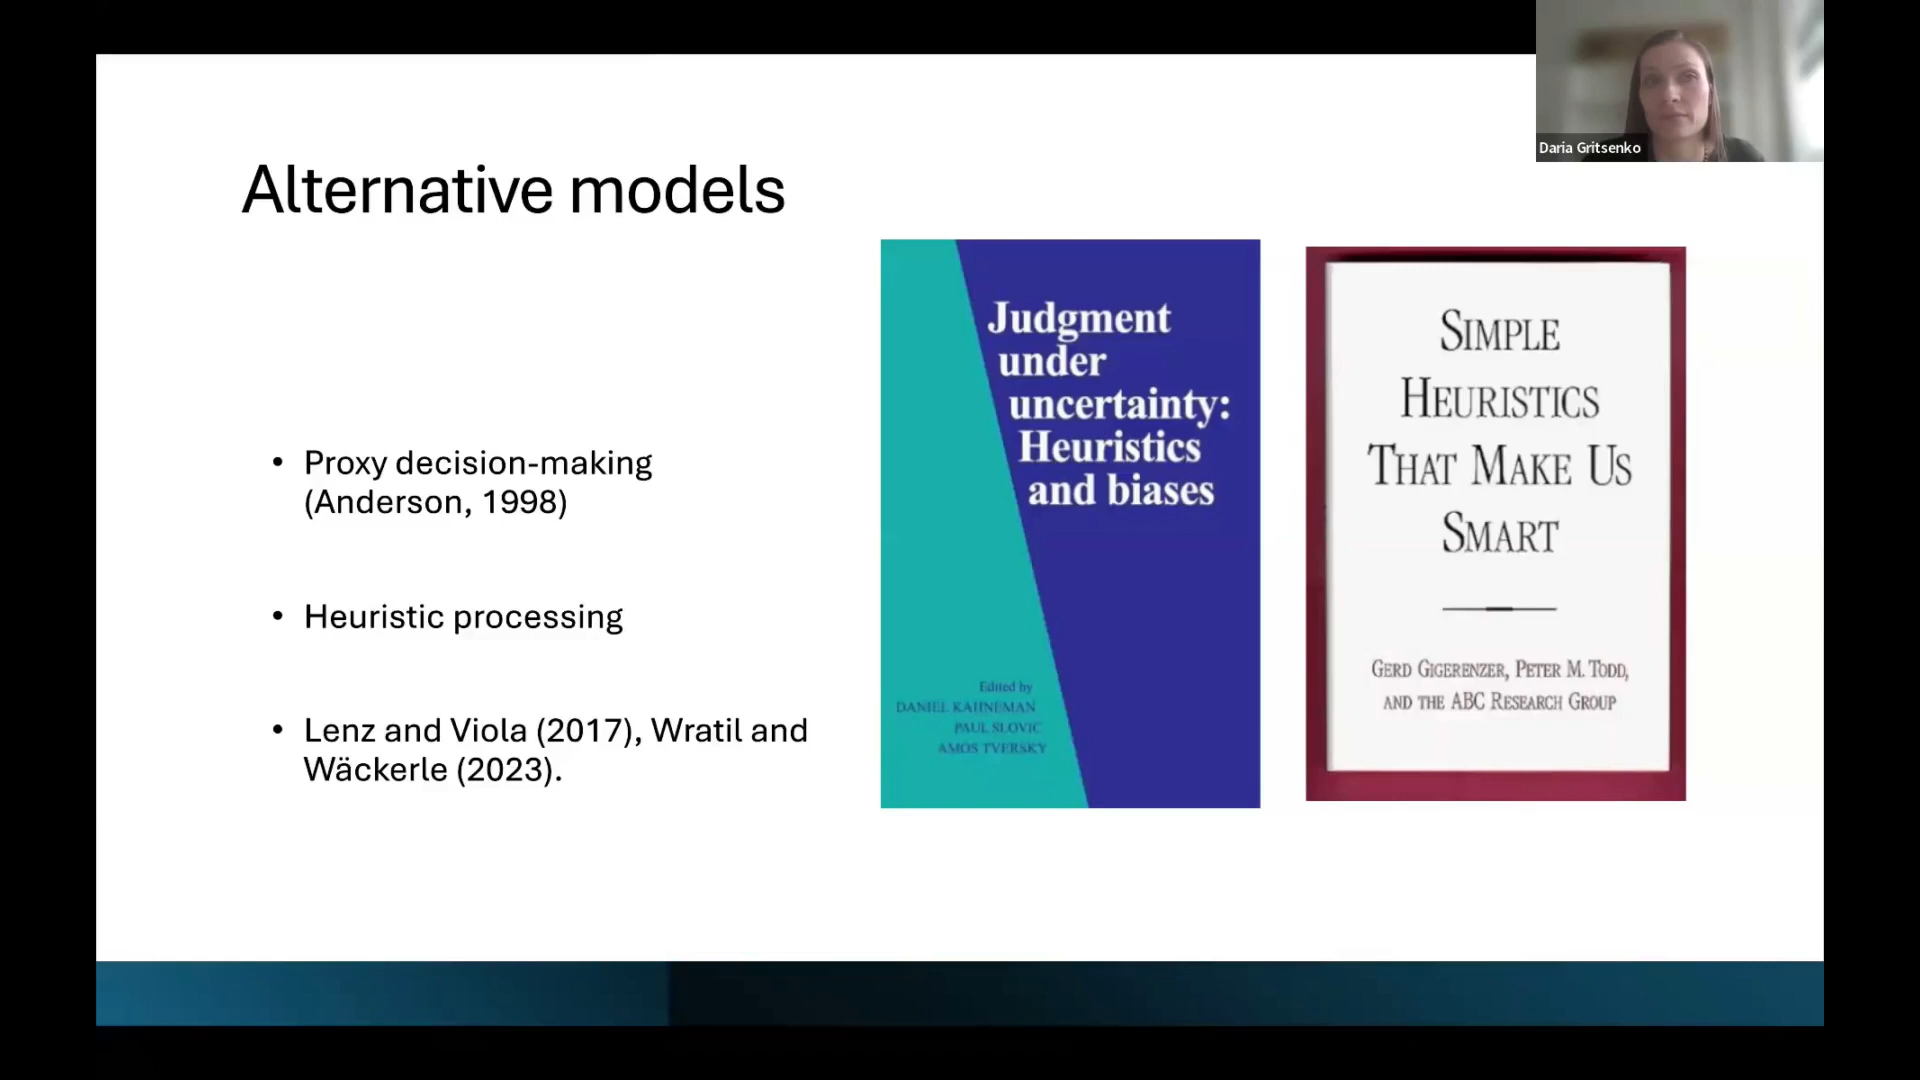 Daria Gritsenko
Alternative models
• Proxy decision-making
(Anderson, 1998)
• Heuristic processing
• Lenz and Viola (2017), Wratil and
Wäckerle (2023).
Judgment
under
uncertainty:
Heuristics
and biases
Edited by
DANIEL KAHNEMAN
PAUL SLOVIC
AMOS TVERSKY
SIMPLE
HEURISTICS
THAT MAKE US
SMART
GERD GIGERENZER, PETER M. TODD,
AND THE ABC RESEARCH GROUP